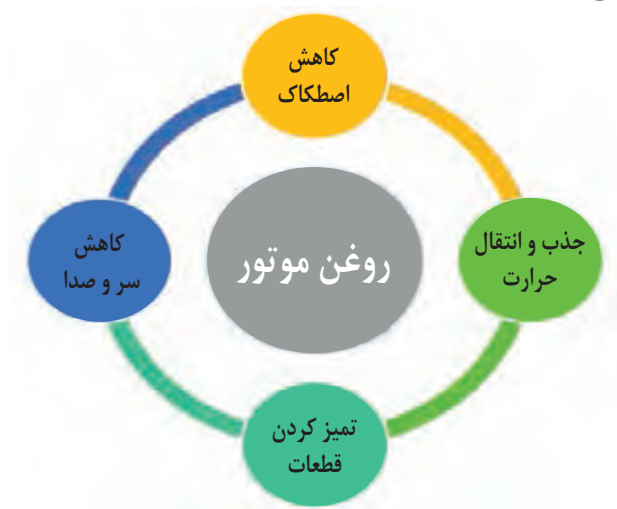 کاهش
اصطکاک
جذب و انتقال
حرارت
روغن موتور
کاهش
سر و صدا
تمیز کردن
قطعات